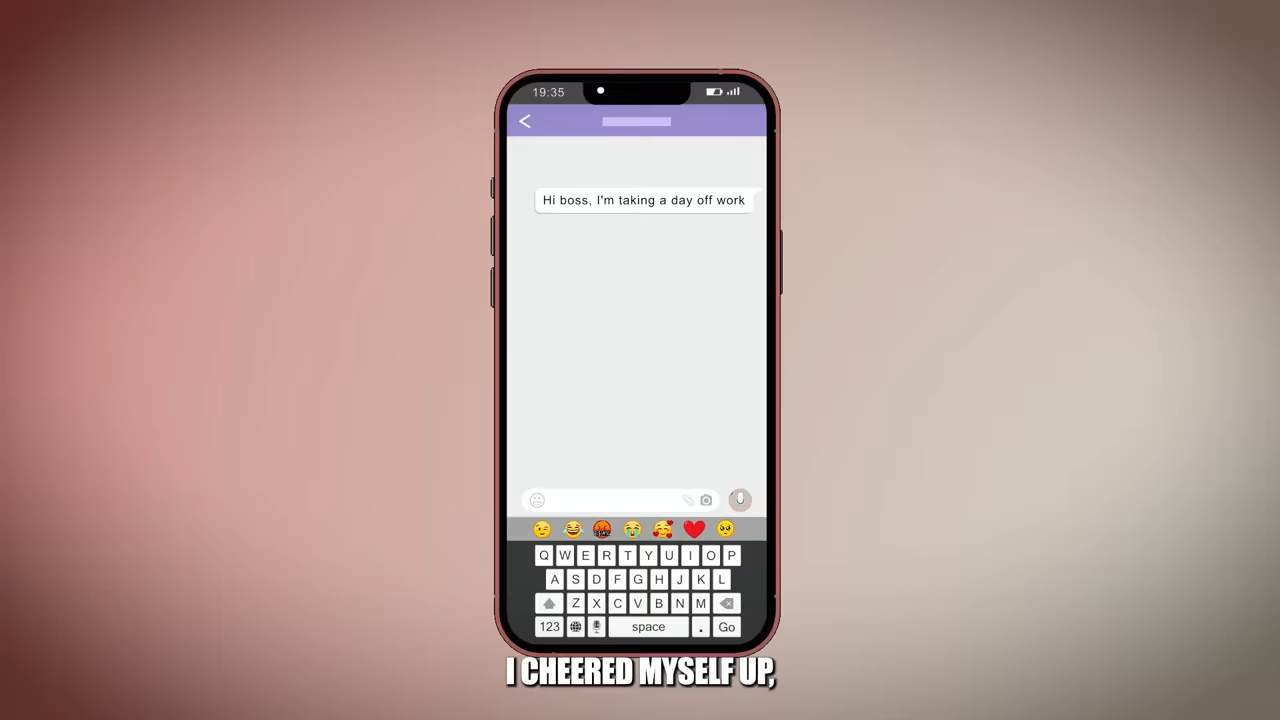 19:35
Hi boss, I'm taking a day off work
Q W E R T Y U I O P
A S D F G H J K L
Z X C V B N M
123 space . Go
I CHEERED MYSELF UP,